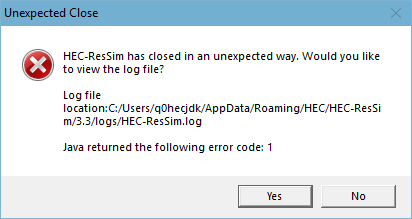 Unexpected Close
HEC-ResSim has closed in an unexpected way. Would you like
to view the log file?
Log file
location:C:/Users/q0hecjdk/AppData/Roaming/HEC/HEC-ResSi
m/3.3/logs/HEC-ResSim.log
Java returned the following error code: 1
Yes
No